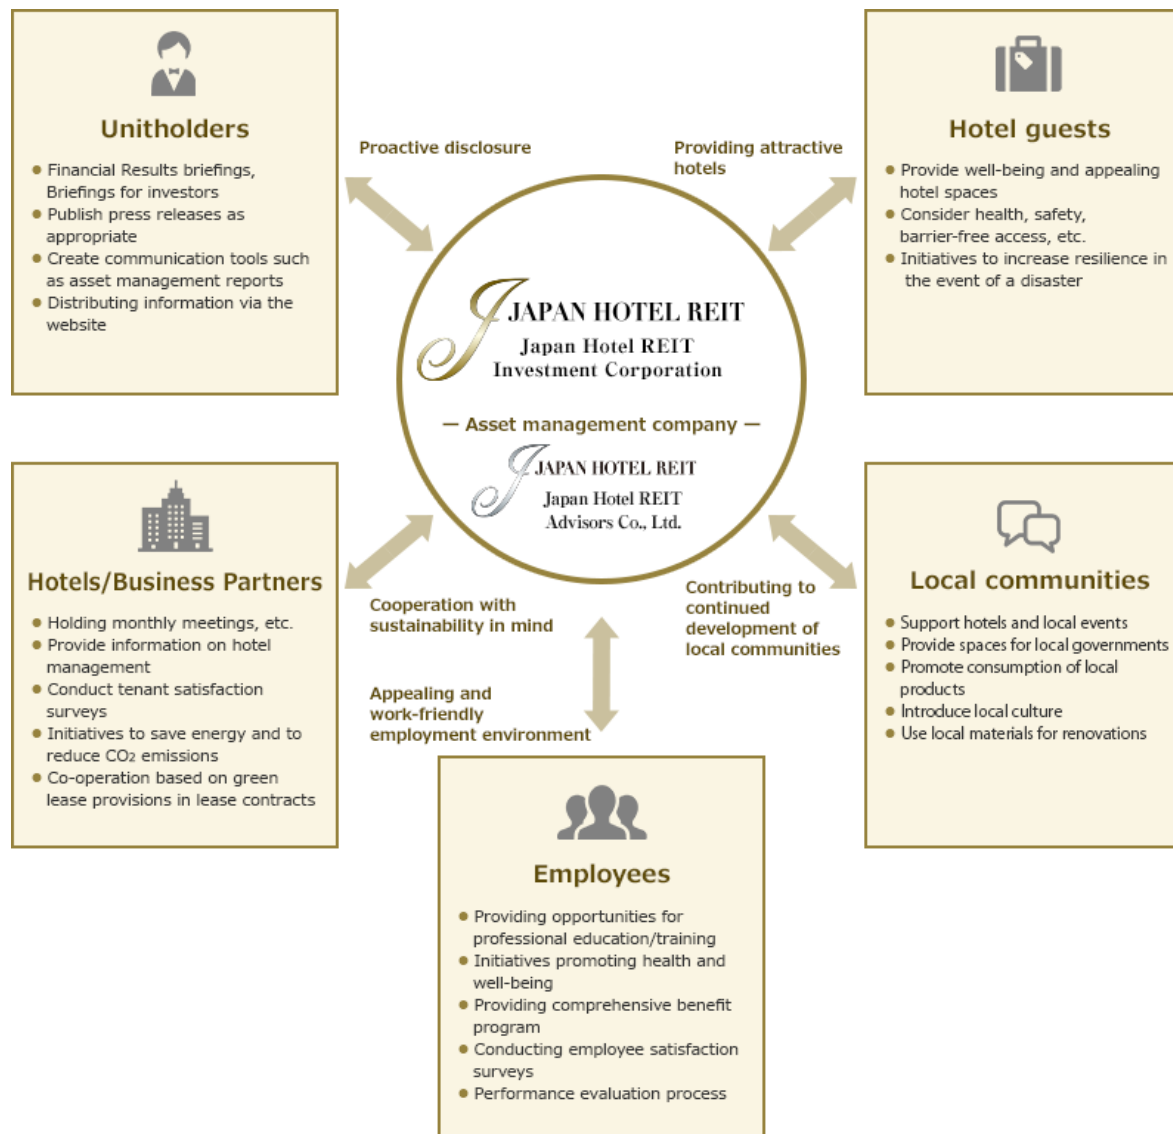 Unitholders
● Financial Results briefings,
Briefings for investors
● Publish press releases as
appropriate
● Create communication tools such
as asset management reports
● Distributing information via the
website
Proactive disclosure
Providing attractive
hotels
Hotel guests
● Provide well-being and appealing
hotel spaces
● Consider health, safety,
barrier-free access, etc.
● Initiatives to increase resilience in
the event of a disaster
J JAPAN HOTEL REIT
Japan Hotel REIT
Investment Corporation
— Asset management company —
J JAPAN HOTEL REIT
Japan Hotel REIT
Advisors Co., Ltd.
Hotels/Business Partners
● Holding monthly meetings, etc.
● Provide information on hotel
management
● Conduct tenant satisfaction
surveys
● Initiatives to save energy and to
reduce CO2 emissions
● Co-operation based on green
lease provisions in lease contracts
Cooperation with
sustainability in mind
Contributing to
continued
development of
local communities
Local communities
● Support hotels and local events
● Provide spaces for local governments
● Promote consumption of local
products
● Introduce local culture
● Use local materials for renovations
Appealing and
work-friendly
employment environment
Employees
● Providing opportunities for
professional education/training
● Initiatives promoting health and
well-being
● Providing comprehensive benefit
program
● Conducting employee satisfaction
surveys
● Performance evaluation process